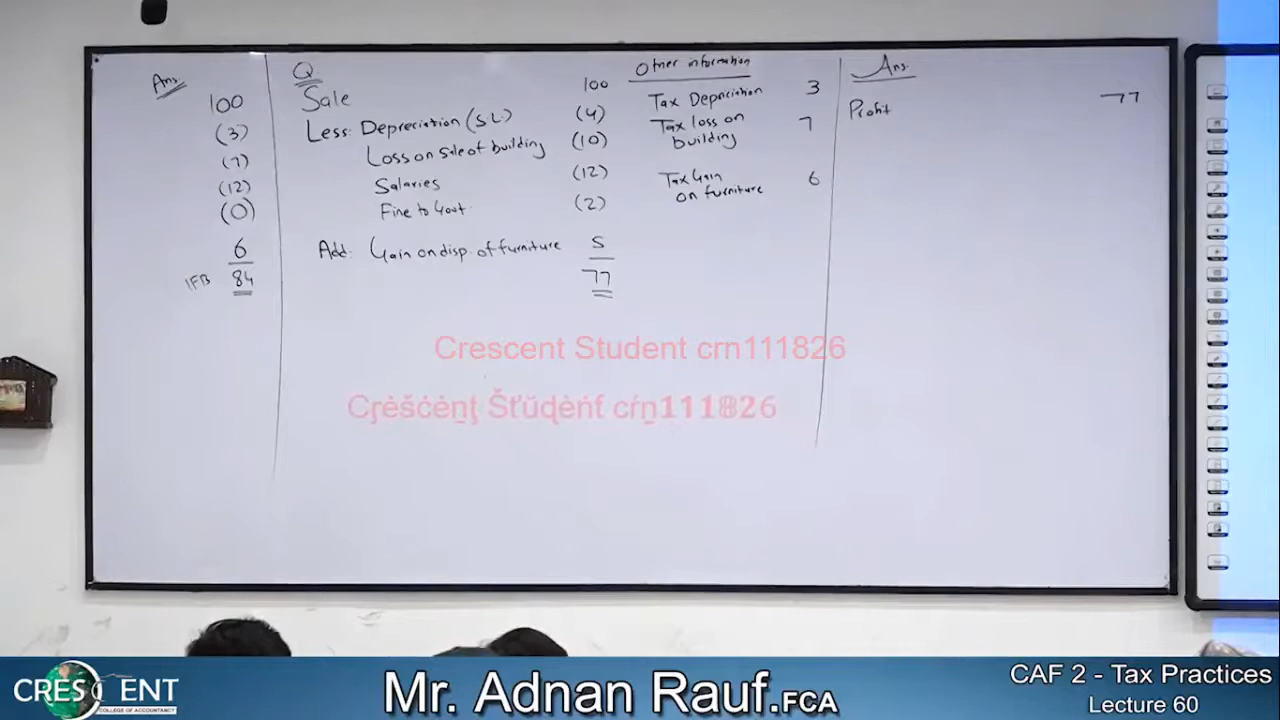 Ans.
100
(3)
(7)
(12)
(0)
6
IFB 84
Q
Sale 100
Less: Depreciation (SL) (4)
Loss on sale of building (10)
Salaries (12)
Fine to Govt. (2)
Add: Gain on disp. of furniture 5
77
Other information
Tax Depreciation 3
Tax loss on
building 7
Tax Gain
on furniture 6
Ans.
Profit 77
Crescent Student crn111826
Cŗėšċėṉţ Šťüḑėṅť cŕṉ111826
CRESCENT
COLLEGE OF ACCOUNTANCY
Mr. Adnan Rauf.FCA
CAF 2 - Tax Practices
Lecture 60